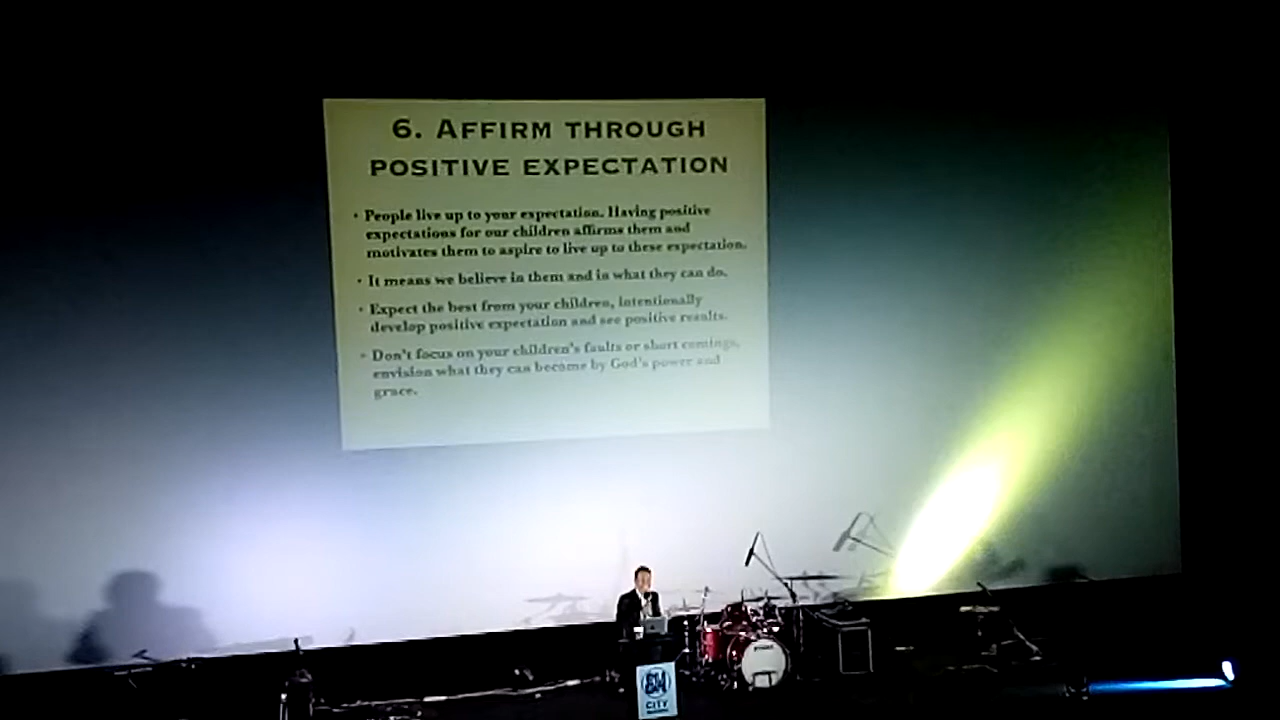 6. AFFIRM THROUGH
POSITIVE EXPECTATION
• People live up to your expectation. Having positive
expectations for our children affirms them and
motivates them to aspire to live up to these expectation.
• It means we believe in them and in what they can do.
• Expect the best from your children, intentionally
develop positive expectation and see positive results.
• Don't focus on your children's faults or short comings,
envision what they can become by God's power and
grace.
SM
CITY